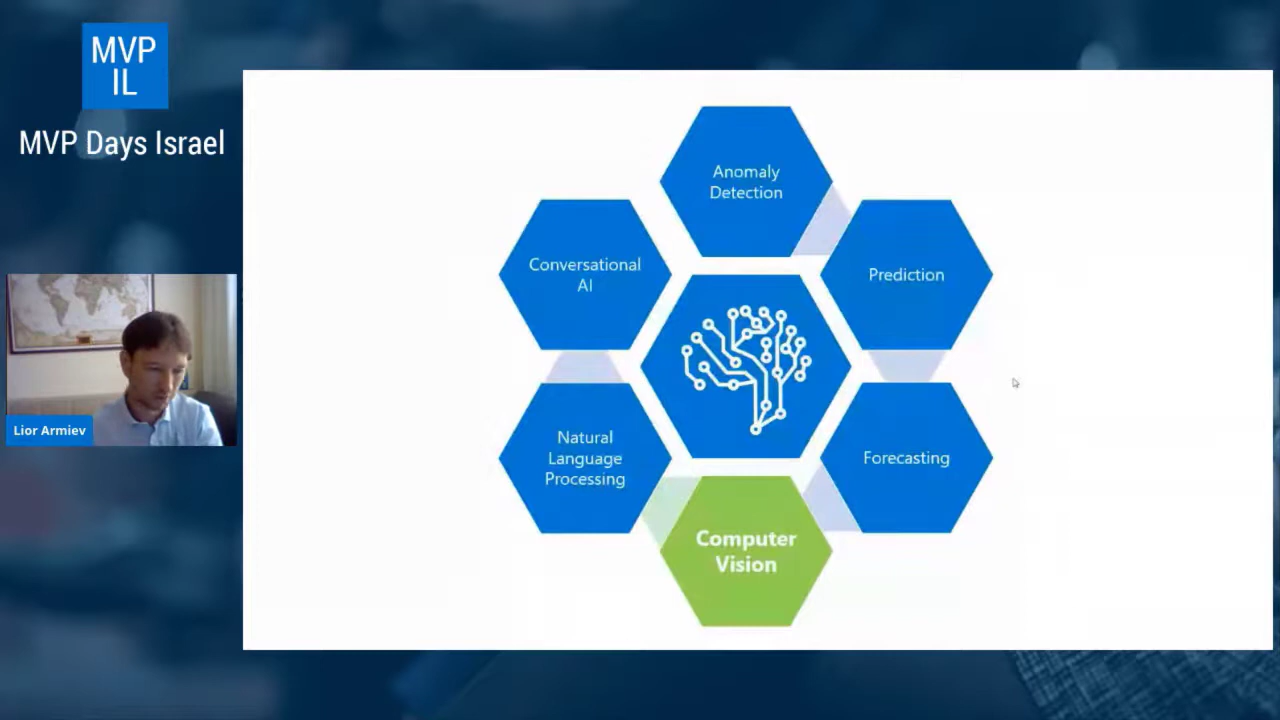 MVP
IL
MVP Days Israel
Lior Armiev
Anomaly
Detection
Conversational
AI
Prediction
Natural
Language
Processing
Forecasting
Computer
Vision